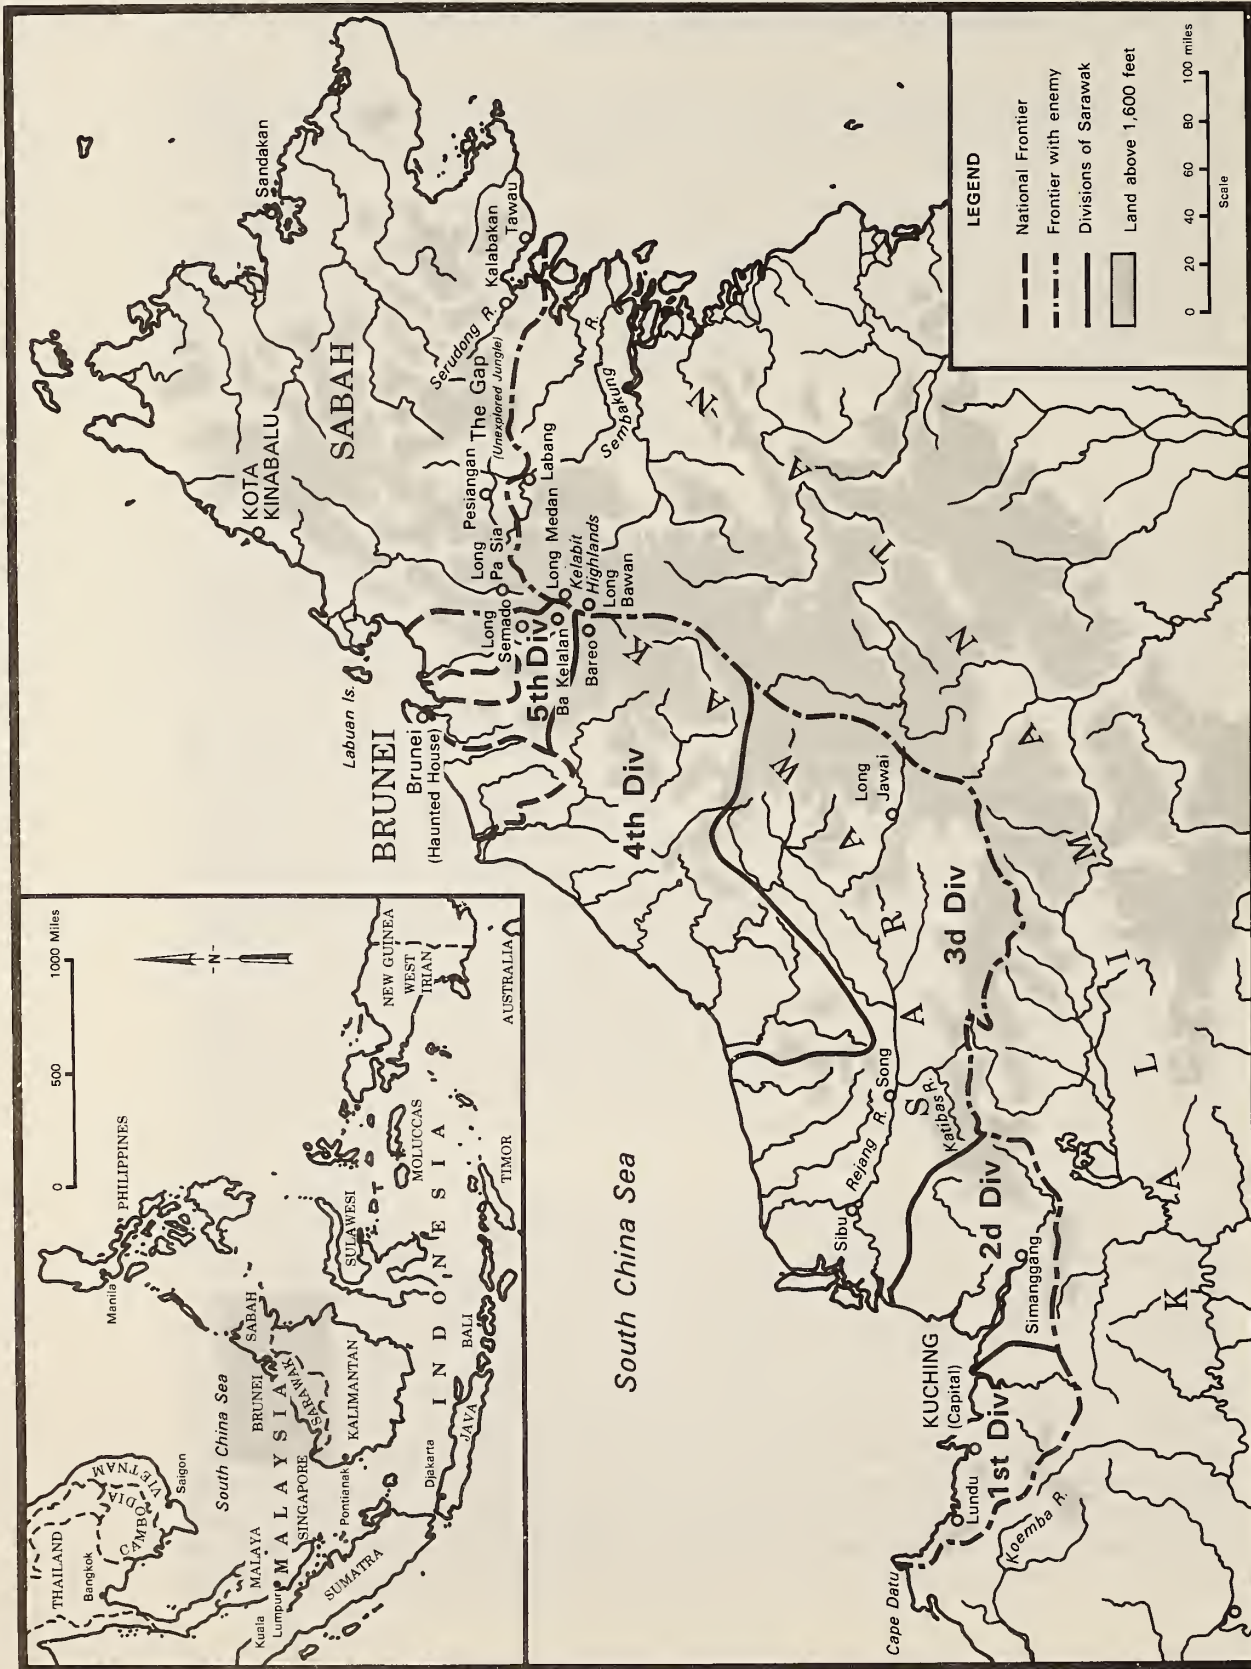 0 500 1000 Miles
-N-
THAILAND
Bangkok
CAMBODIA
VIETNAM
Saigon
South China Sea
Manila
PHILIPPINES
MALAYA
Kuala
Lumpur
MALAYSIA
SINGAPORE
BRUNEI
SABAH
SARAWAK
Pontianak
KALIMANTAN
SUMATRA
SULAWESI
MOLUCCAS
NEW GUINEA
WEST
IRIAN
INDONESIA
Djakarta
JAVA
BALI
TIMOR
AUSTRALIA
Sandakan
KOTA
KINABALU
SABAH
Labuan Is.
BRUNEI
Brunei
(Haunted House)
Serudong R.
Kalabakan
Tawau
The Gap
(Unexplored Jungle)
Pesiangan
Long
Pa Sia
Labang
Sembakung R.
Long
Semado
5th Div
Ba Kelalan
Long Medan
Kelabit
Highlands
Long
Bawan
Bareo
4th Div
Long
Jawai
SARAWAK
3d Div
South China Sea
Sibu
Rejang R.
Song
Katibas R.
2d Div
Simanggang
KUCHING
(Capital)
1st Div
Lundu
Cape Datu
Koemba R.
KALIMANTAN
LEGEND
National Frontier
Frontier with enemy
Divisions of Sarawak
Land above 1,600 feet
0 20 40 60 80 100 miles
Scale